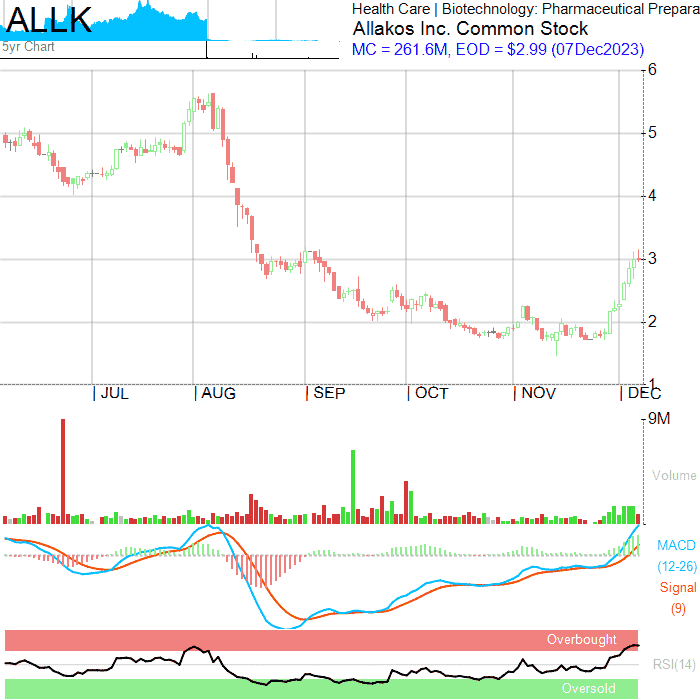 ALLK
5yr Chart
Health Care | Biotechnology: Pharmaceutical Prepara
Allakos Inc. Common Stock
MC = 261.6M, EOD = $2.99 (07Dec2023)
6
5
4
3
2
1
JUL AUG SEP OCT NOV DEC
9M
Volume
MACD
(12-26)
Signal
(9)
Overbought
RSI(14)
Oversold